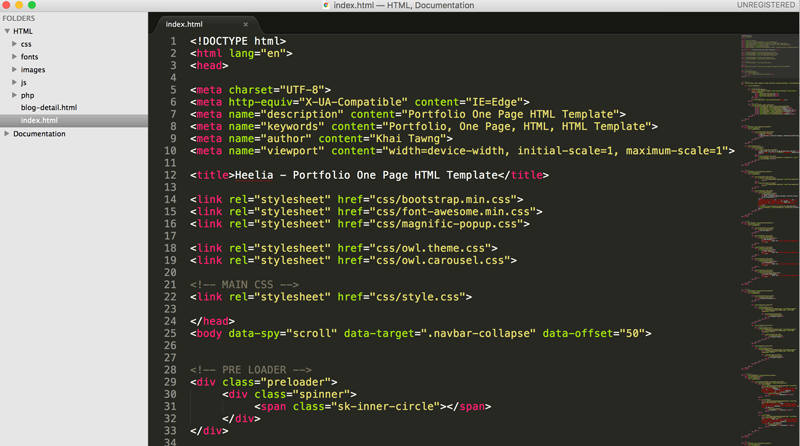 index.html — HTML, Documentation
UNREGISTERED
FOLDERS
HTML
css
fonts
images
js
php
blog-detail.html
index.html
Documentation
index.html ×
1 <!DOCTYPE html>
2 <html lang="en">
3 <head>
4
5 <meta charset="UTF-8">
6 <meta http-equiv="X-UA-Compatible" content="IE=Edge">
7 <meta name="description" content="Portfolio One Page HTML Template">
8 <meta name="keywords" content="Portfolio, One Page, HTML, HTML Template">
9 <meta name="author" content="Khai Tawng">
10 <meta name="viewport" content="width=device-width, initial-scale=1, maximum-scale=1">
11
12 <title>Heelia - Portfolio One Page HTML Template</title>
13
14 <link rel="stylesheet" href="css/bootstrap.min.css">
15 <link rel="stylesheet" href="css/font-awesome.min.css">
16 <link rel="stylesheet" href="css/magnific-popup.css">
17
18 <link rel="stylesheet" href="css/owl.theme.css">
19 <link rel="stylesheet" href="css/owl.carousel.css">
20
21 <!-- MAIN CSS -->
22 <link rel="stylesheet" href="css/style.css">
23
24 </head>
25 <body data-spy="scroll" data-target=".navbar-collapse" data-offset="50">
26
27
28 <!-- PRE LOADER -->
29 <div class="preloader">
30 <div class="spinner">
31 <span class="sk-inner-circle"></span>
32 </div>
33 </div>
34